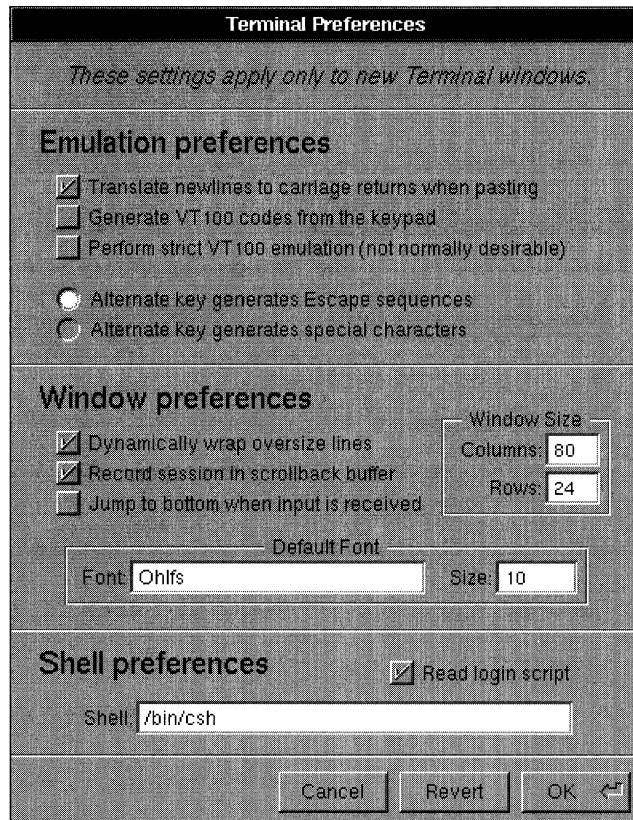 Terminal Preferences
These settings apply only to new Terminal windows.
Emulation preferences
Translate newlines to carriage returns when pasting
Generate VT100 codes from the keypad
Perform strict VT100 emulation (not normally desirable)
Alternate key generates Escape sequences
Alternate key generates special characters
Window preferences
Dynamically wrap oversize lines
Record session in scrollback buffer
Jump to bottom when input is received
Window Size
Columns: 80
Rows: 24
Default Font
Font: Ohlfs Size: 10
Shell preferences
Read login script
Shell: /bin/csh
Cancel Revert OK